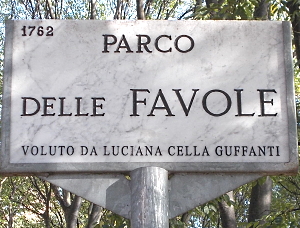 1762
PARCO
DELLE FAVOLE
VOLUTO DA LUCIANA CELLA GUFFANTI